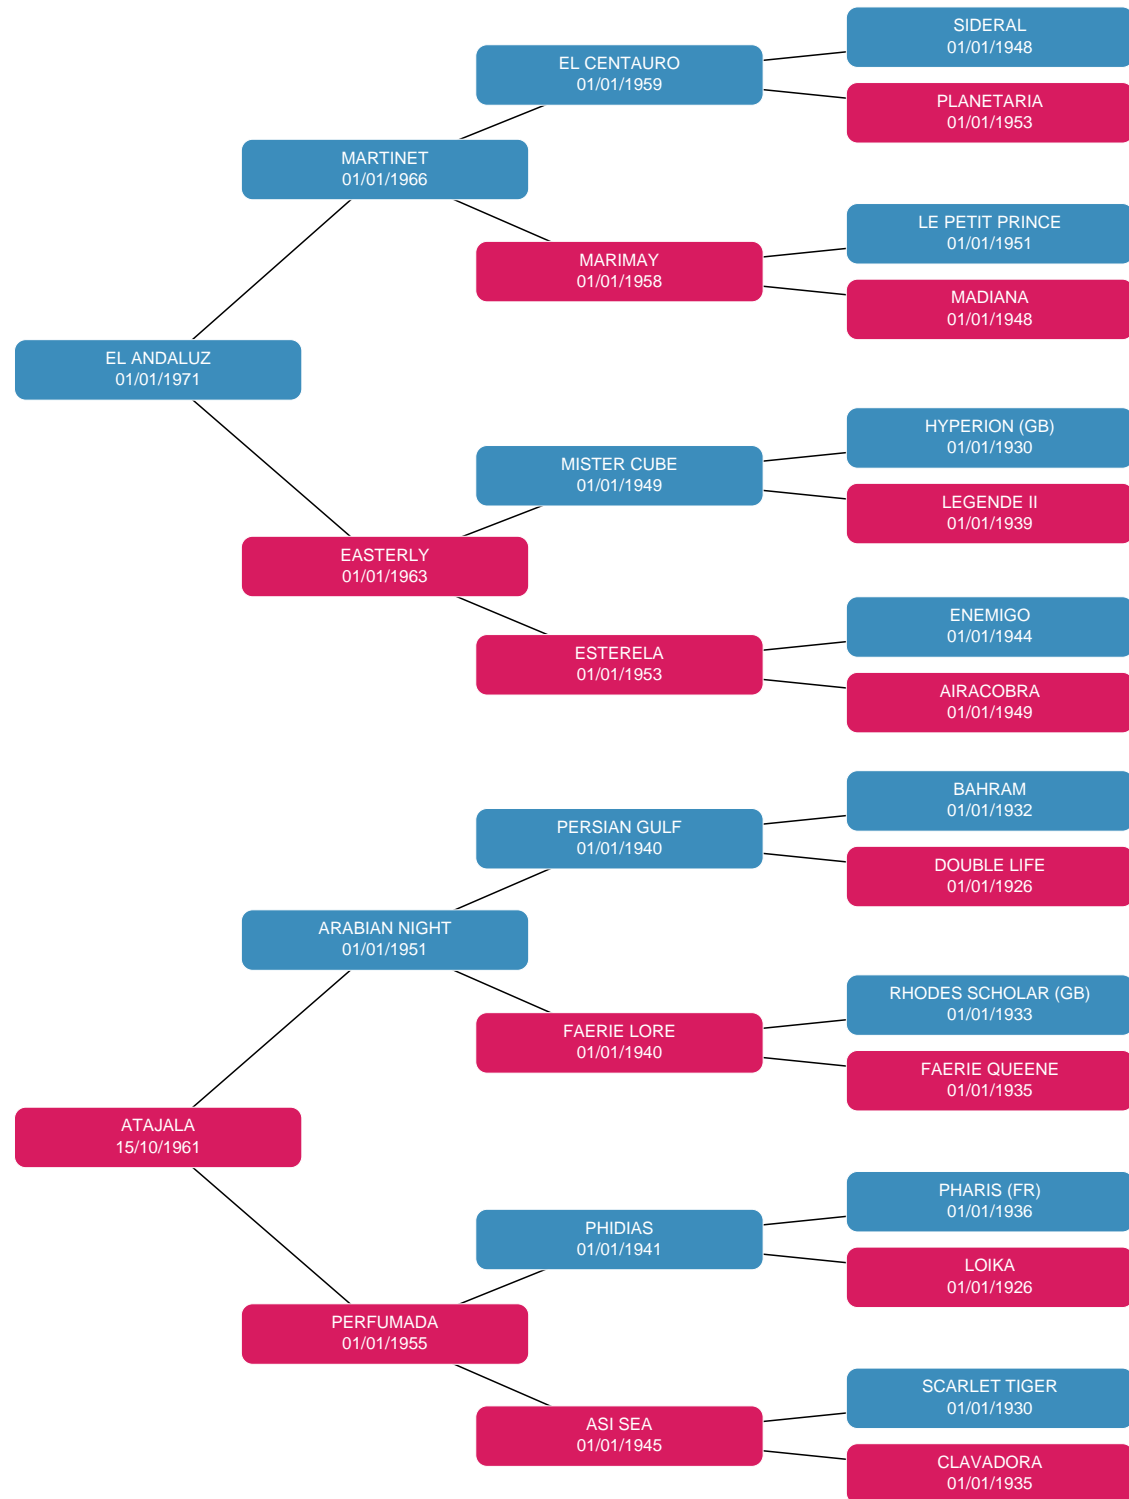 SIDERAL
01/01/1948
EL CENTAURO
01/01/1959
PLANETARIA
01/01/1953
MARTINET
01/01/1966
LE PETIT PRINCE
01/01/1951
MARIMAY
01/01/1958
MADIANA
01/01/1948
EL ANDALUZ
01/01/1971
HYPERION (GB)
01/01/1930
MISTER CUBE
01/01/1949
LEGENDE II
01/01/1939
EASTERLY
01/01/1963
ENEMIGO
01/01/1944
ESTERELA
01/01/1953
AIRACOBRA
01/01/1949
BAHRAM
01/01/1932
PERSIAN GULF
01/01/1940
DOUBLE LIFE
01/01/1926
ARABIAN NIGHT
01/01/1951
RHODES SCHOLAR (GB)
01/01/1933
FAERIE LORE
01/01/1940
FAERIE QUEENE
01/01/1935
ATAJALA
15/10/1961
PHARIS (FR)
01/01/1936
PHIDIAS
01/01/1941
LOIKA
01/01/1926
PERFUMADA
01/01/1955
SCARLET TIGER
01/01/1930
ASI SEA
01/01/1945
CLAVADORA
01/01/1935